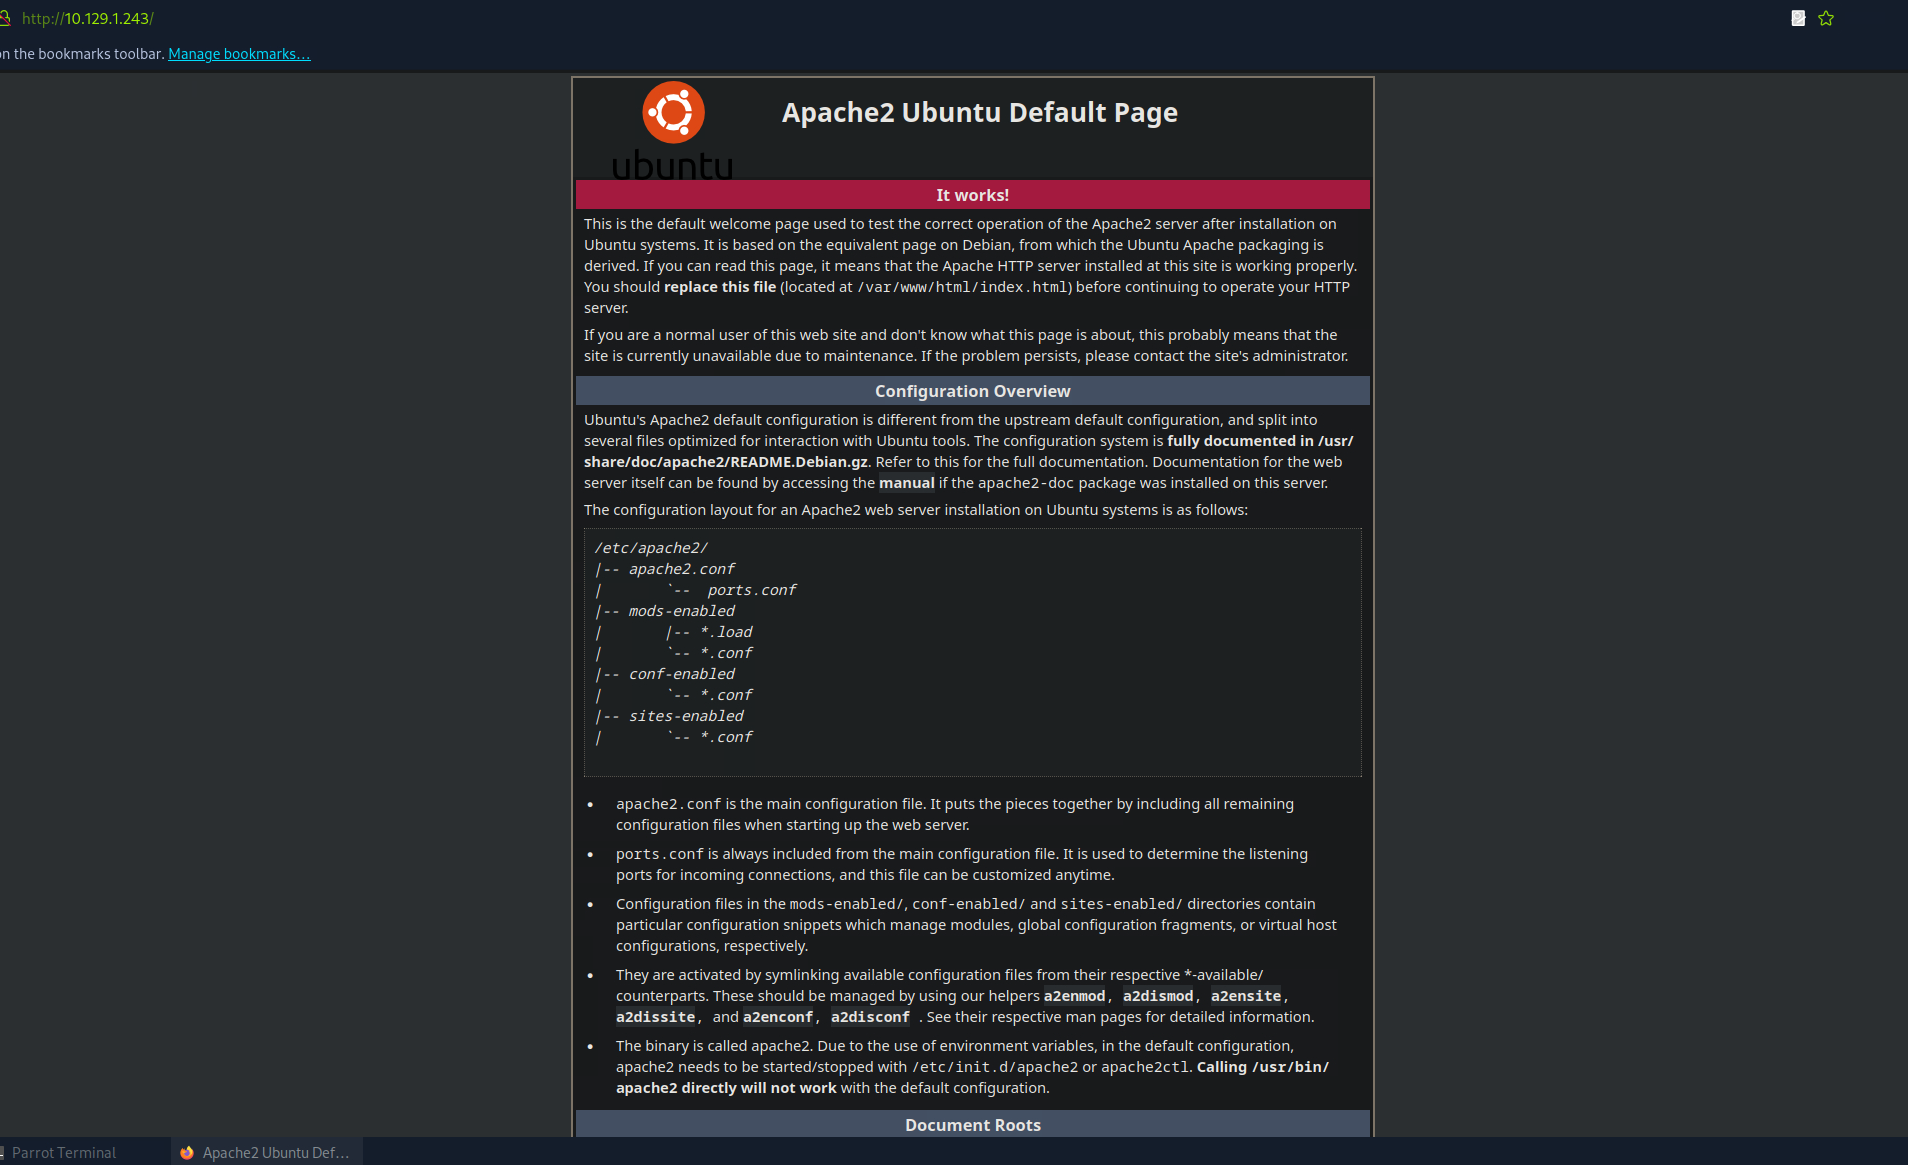 http://10.129.1.243/
on the bookmarks toolbar. Manage bookmarks...
Apache2 Ubuntu Default Page
ubuntu
It works!
This is the default welcome page used to test the correct operation of the Apache2 server after installation on
Ubuntu systems. It is based on the equivalent page on Debian, from which the Ubuntu Apache packaging is
derived. If you can read this page, it means that the Apache HTTP server installed at this site is working properly.
You should replace this file (located at /var/www/html/index.html) before continuing to operate your HTTP
server.
If you are a normal user of this web site and don't know what this page is about, this probably means that the
site is currently unavailable due to maintenance. If the problem persists, please contact the site's administrator.
Configuration Overview
Ubuntu's Apache2 default configuration is different from the upstream default configuration, and split into
several files optimized for interaction with Ubuntu tools. The configuration system is fully documented in /usr/
share/doc/apache2/README.Debian.gz. Refer to this for the full documentation. Documentation for the web
server itself can be found by accessing the manual if the apache2-doc package was installed on this server.
The configuration layout for an Apache2 web server installation on Ubuntu systems is as follows:
/etc/apache2/
|-- apache2.conf
|       `--  ports.conf
|-- mods-enabled
|       |-- *.load
|       `-- *.conf
|-- conf-enabled
|       `-- *.conf
|-- sites-enabled
|       `-- *.conf
• apache2.conf is the main configuration file. It puts the pieces together by including all remaining
configuration files when starting up the web server.
• ports.conf is always included from the main configuration file. It is used to determine the listening
ports for incoming connections, and this file can be customized anytime.
• Configuration files in the mods-enabled/, conf-enabled/ and sites-enabled/ directories contain
particular configuration snippets which manage modules, global configuration fragments, or virtual host
configurations, respectively.
• They are activated by symlinking available configuration files from their respective *-available/
counterparts. These should be managed by using our helpers a2enmod, a2dismod, a2ensite,
a2dissite, and a2enconf, a2disconf . See their respective man pages for detailed information.
• The binary is called apache2. Due to the use of environment variables, in the default configuration,
apache2 needs to be started/stopped with /etc/init.d/apache2 or apache2ctl. Calling /usr/bin/
apache2 directly will not work with the default configuration.
Document Roots
Parrot Terminal
Apache2 Ubuntu Def...